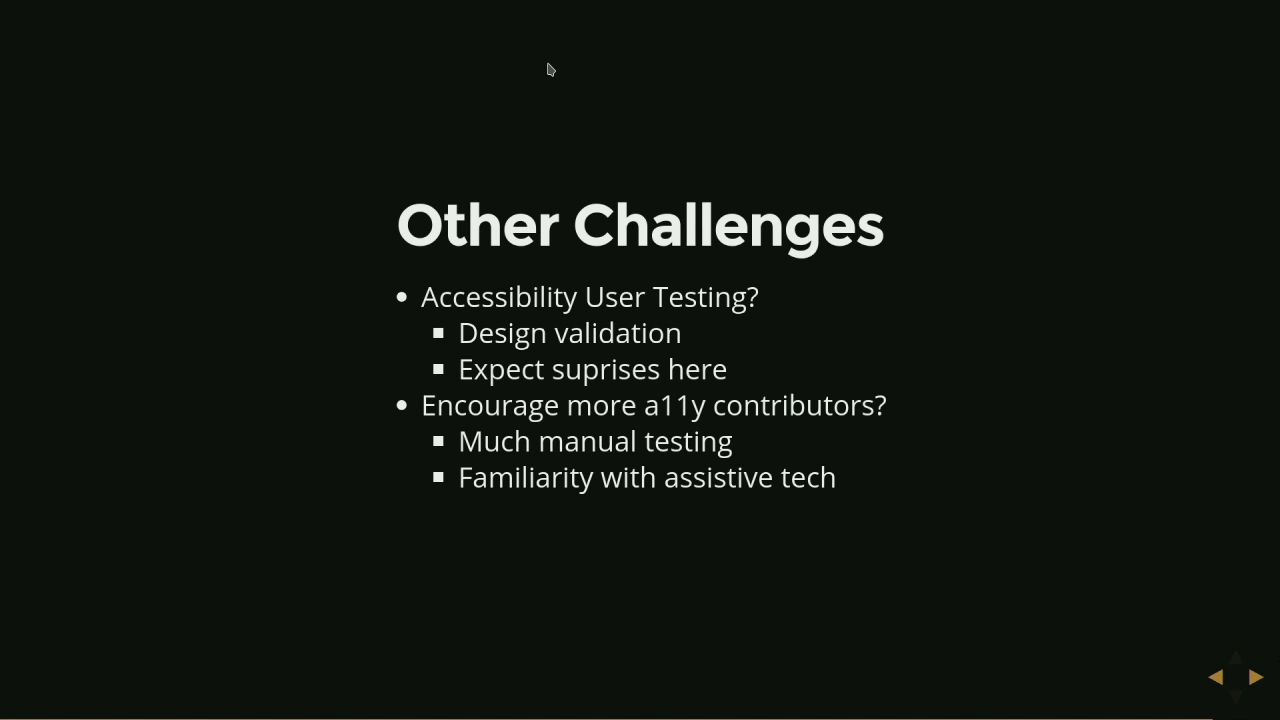 Other Challenges
Accessibility User Testing?
Design validation
Expect suprises here
Encourage more a11y contributors?
Much manual testing
Familiarity with assistive tech